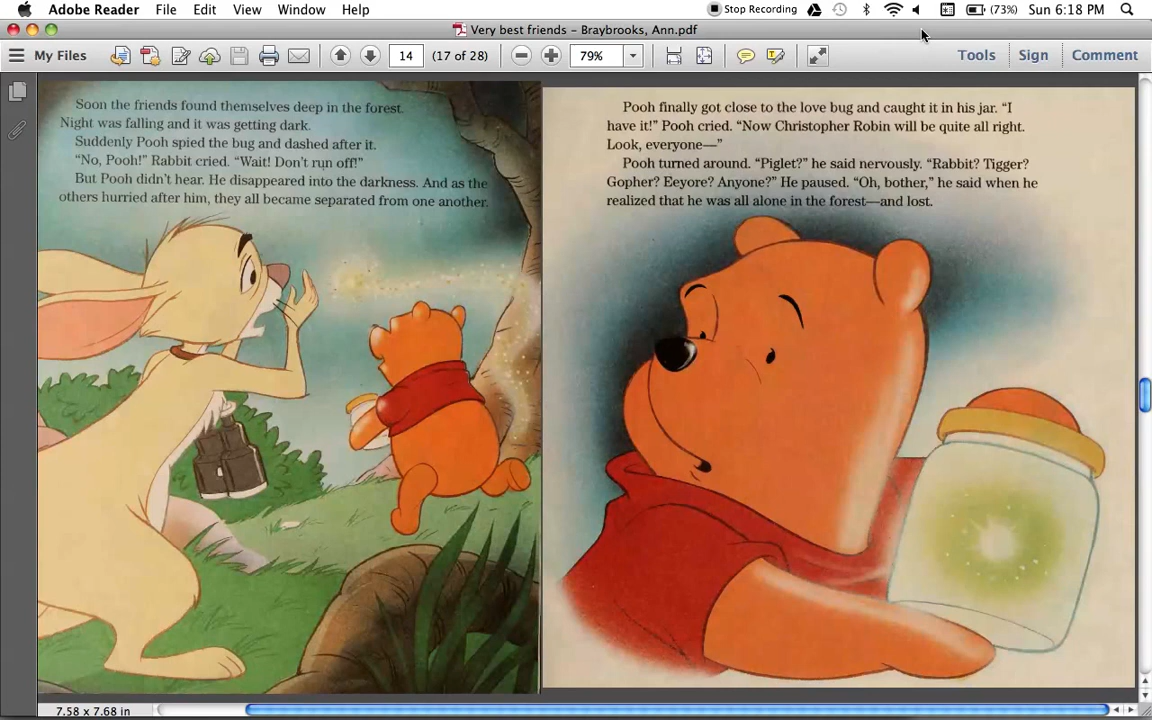 Adobe Reader File Edit View Window Help Stop Recording (73%) Sun 6:18 PM
Very best friends - Braybrooks, Ann.pdf
My Files 14 (17 of 28) 79% Tools Sign Comment
Soon the friends found themselves deep in the forest.
Night was falling and it was getting dark.
Suddenly Pooh spied the bug and dashed after it.
“No, Pooh!” Rabbit cried. “Wait! Don’t run off!”
But Pooh didn’t hear. He disappeared into the darkness. And as the
others hurried after him, they all became separated from one another.
Pooh finally got close to the love bug and caught it in his jar. “I
have it!” Pooh cried. “Now Christopher Robin will be quite all right.
Look, everyone—”
Pooh turned around. “Piglet?” he said nervously. “Rabbit? Tigger?
Gopher? Eeyore? Anyone?” He paused. “Oh, bother,” he said when he
realized that he was all alone in the forest—and lost.
7.58 x 7.68 in